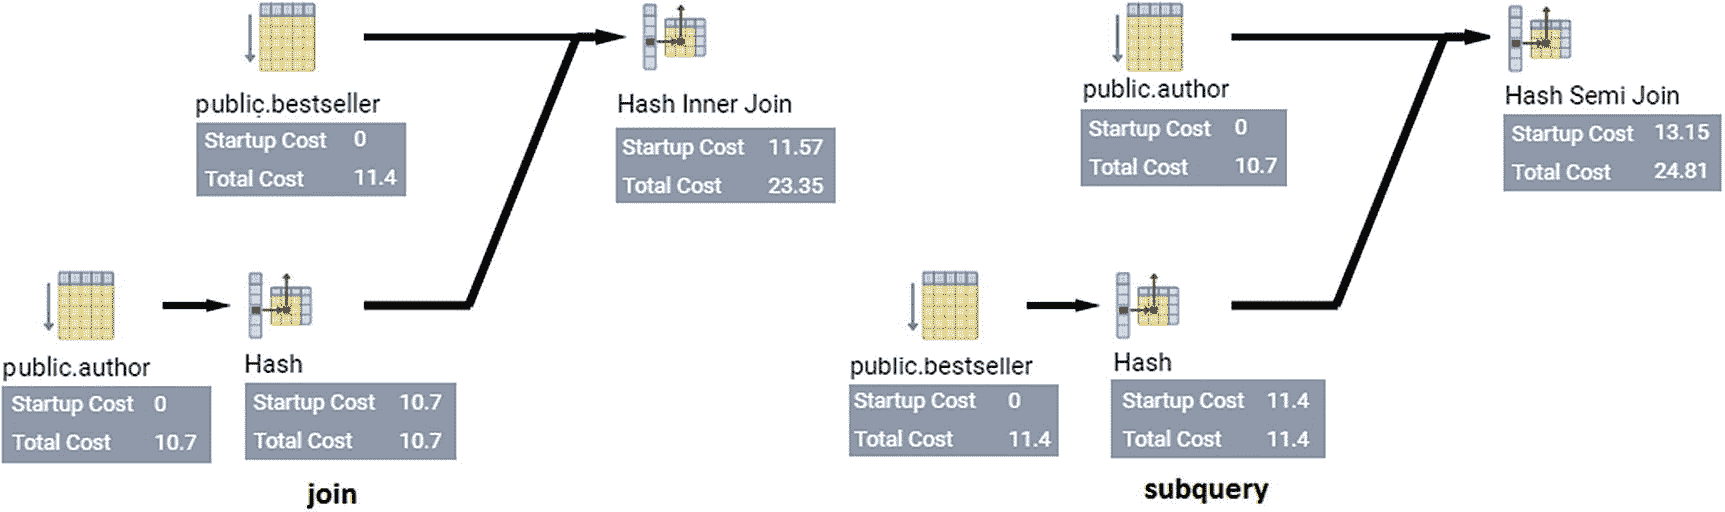 public.bestseller
Startup Cost 0
Total Cost 11.4
Hash Inner Join
Startup Cost 11.57
Total Cost 23.35
public.author
Startup Cost 0
Total Cost 10.7
Hash
Startup Cost 10.7
Total Cost 10.7
join
public.author
Startup Cost 0
Total Cost 10.7
Hash Semi Join
Startup Cost 13.15
Total Cost 24.81
public.bestseller
Startup Cost 0
Total Cost 11.4
Hash
Startup Cost 11.4
Total Cost 11.4
subquery